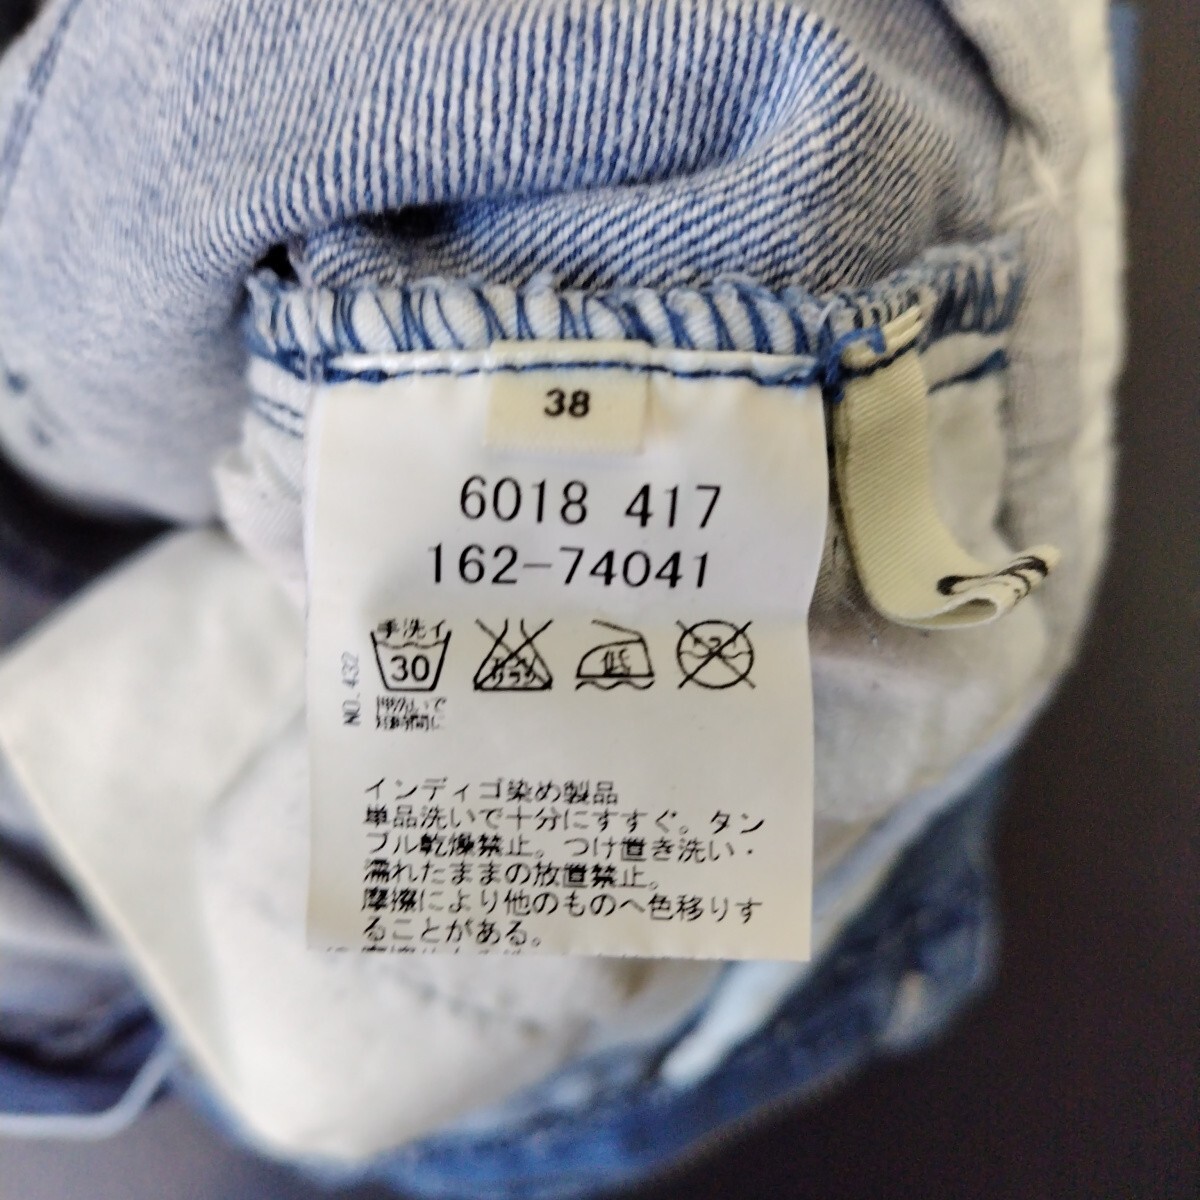 38
6018 417
162-74041
手洗イ
30
低
NO.432
インディゴ染め製品
単品洗いで十分にすすぐ。タン
ブル乾燥禁止。つけ置き洗い・
濡れたままの放置禁止。
摩擦により他のものへ色移りす
ることがある。